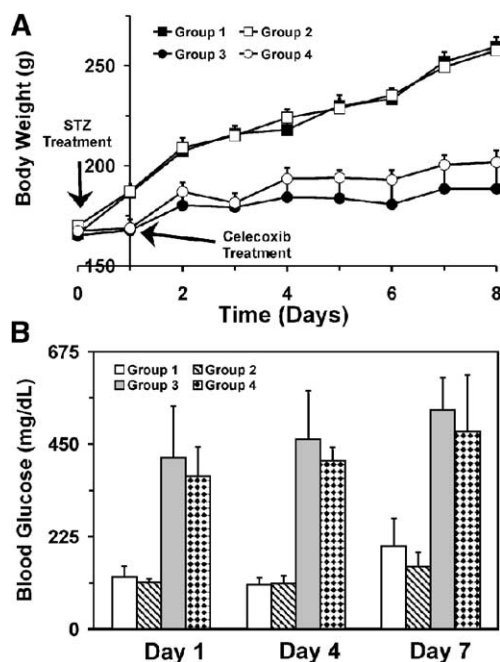 A
Group 1 Group 2
Group 3 Group 4
Body Weight (g)
250
200
150
STZ
Treatment
Celecoxib
Treatment
0 2 4 6 8
Time (Days)
B
Group 1 Group 2
Group 3 Group 4
Blood Glucose (mg/dL)
675
450
225
0
Day 1 Day 4 Day 7